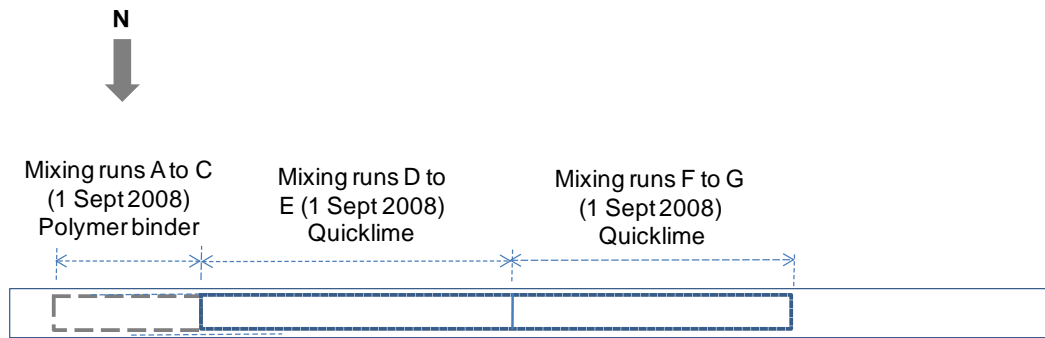 N
Mixing runs A to C
(1 Sept 2008)
Polymer binder
Mixing runs D to
E (1 Sept 2008)
Quicklime
Mixing runs F to G
(1 Sept 2008)
Quicklime